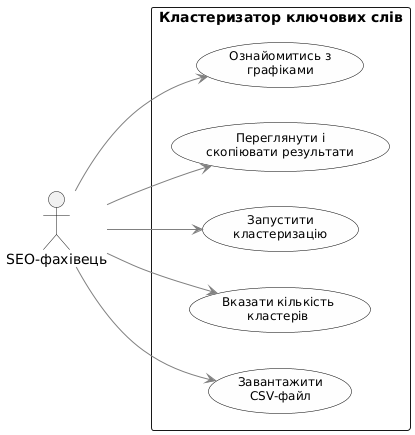 Кластеризатор ключових слів
Ознайомитись з
графіками
Переглянути і
скопіювати результати
Запустити
кластеризацію
SEO-фахівець
Вказати кількість
кластерів
Завантажити
CSV-файл